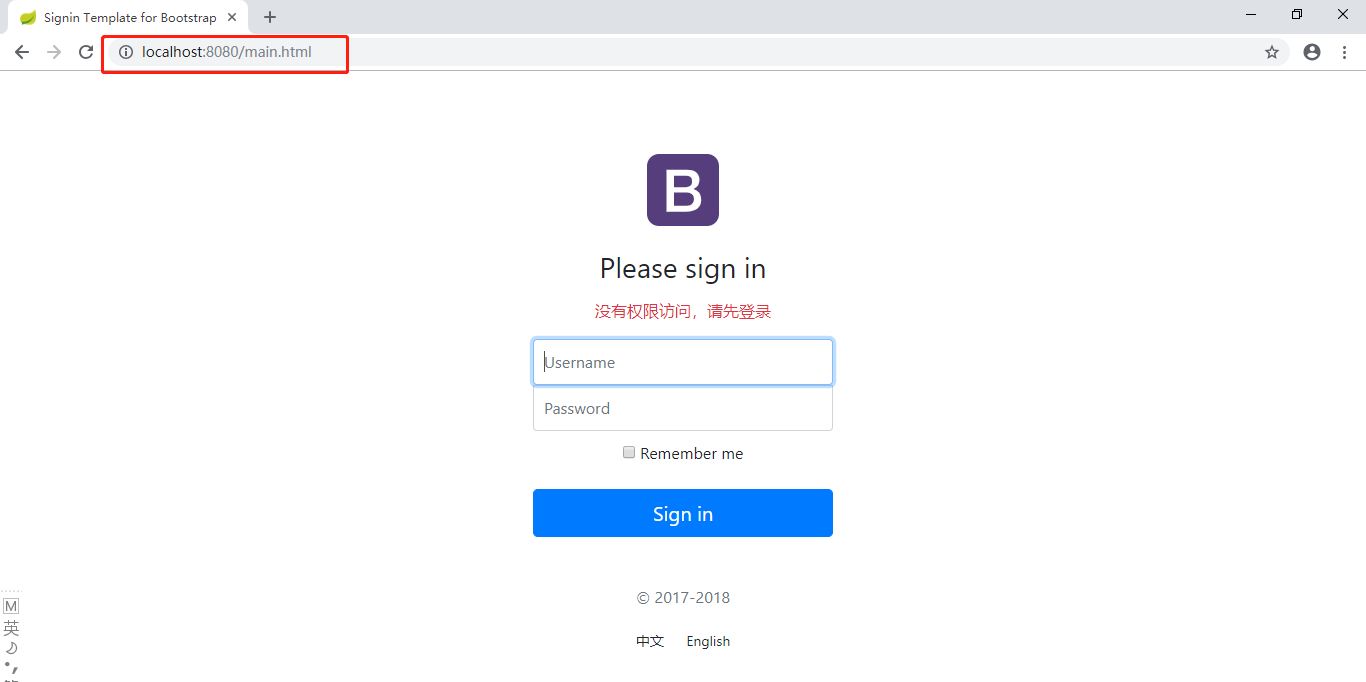 Signin Template for Bootstrap
localhost:8080/main.html
B
Please sign in
没有权限访问，请先登录
Username
Password
Remember me
Sign in
© 2017-2018
中文 English
M
英